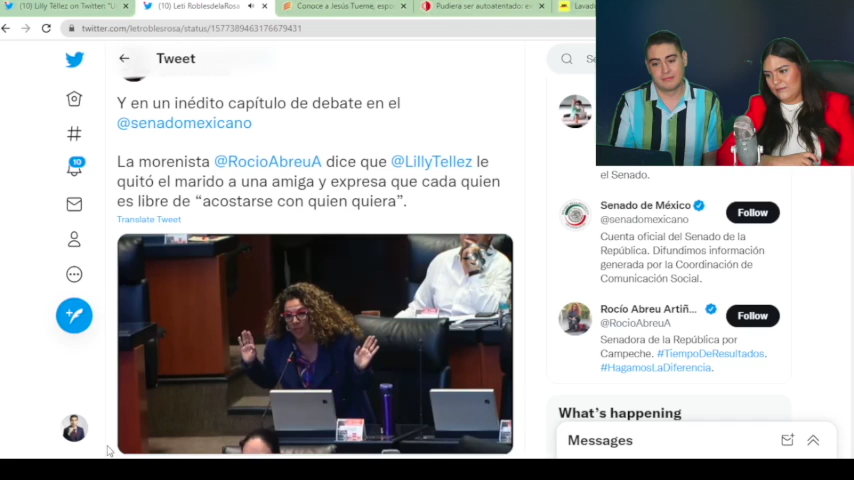 (10) Lilly Téllez on Twitter: "U
(10) Leti RoblesdelaRosa
Conoce a Jesús Tueme, espo
Pudiera ser autoatentado: ex
Lavad
twitter.com/letroblesrosa/status/1577389463176679431
Tweet
Se
Y en un inédito capítulo de debate en el
@senadomexicano
La morenista @RocioAbreuA dice que @LillyTellez le
quitó el marido a una amiga y expresa que cada quien
es libre de “acostarse con quien quiera”.
Translate Tweet
10
el Senado.
Senado de México
@senadomexicano
Follow
Cuenta oficial del Senado de la
República. Difundimos información
generada por la Coordinación de
Comunicación Social.
Rocío Abreu Artiñ...
@RocioAbreuA
Follow
Senadora de la República por
Campeche. #TiempoDeResultados.
#HagamosLaDiferencia.
What's happening
Messages